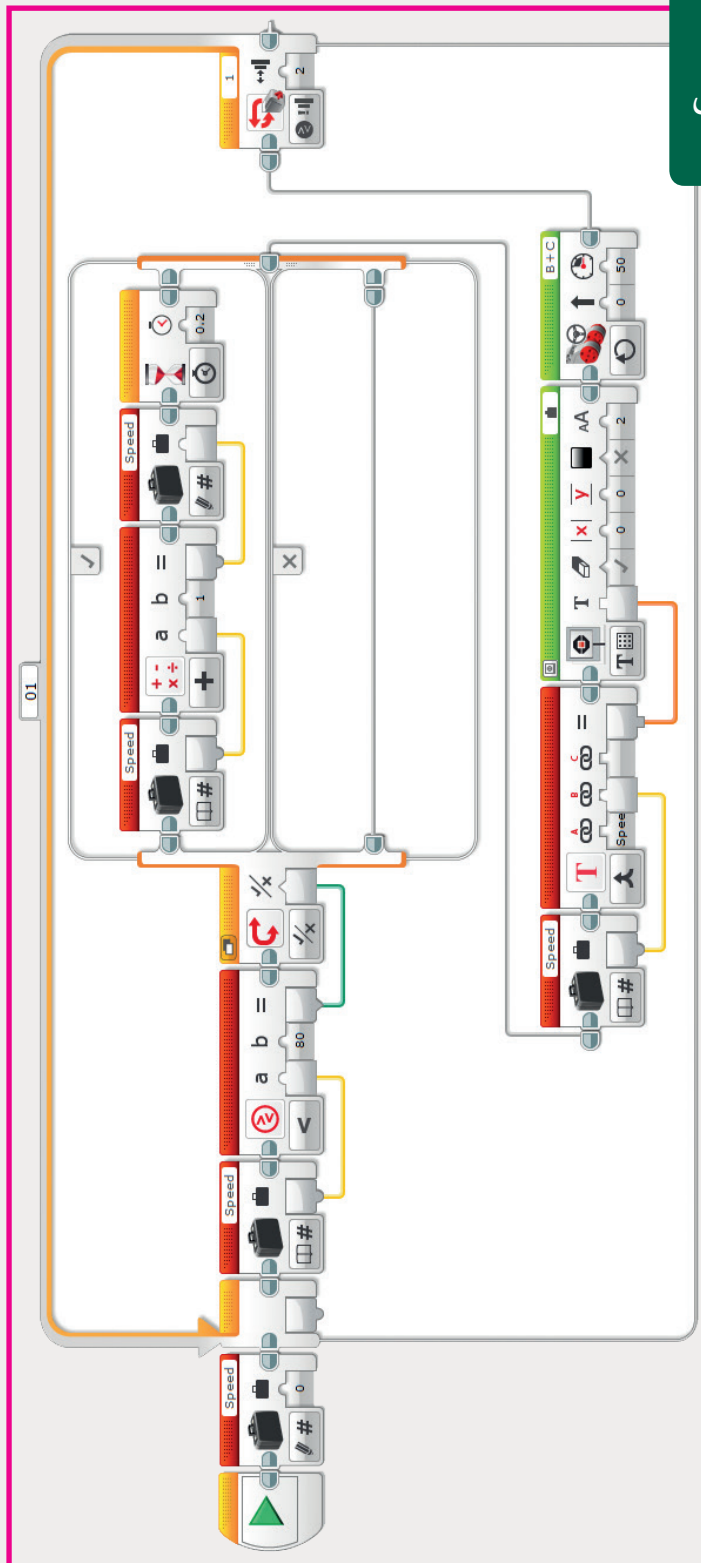 01
Speed
#
0
Speed
#
a b =
< 80
Speed
#
a b =
+ 1
Speed
#
0.2
Speed
#
A B C =
T
Spee
T x y AA
T 0 0 2
B + C
0 50
1
2